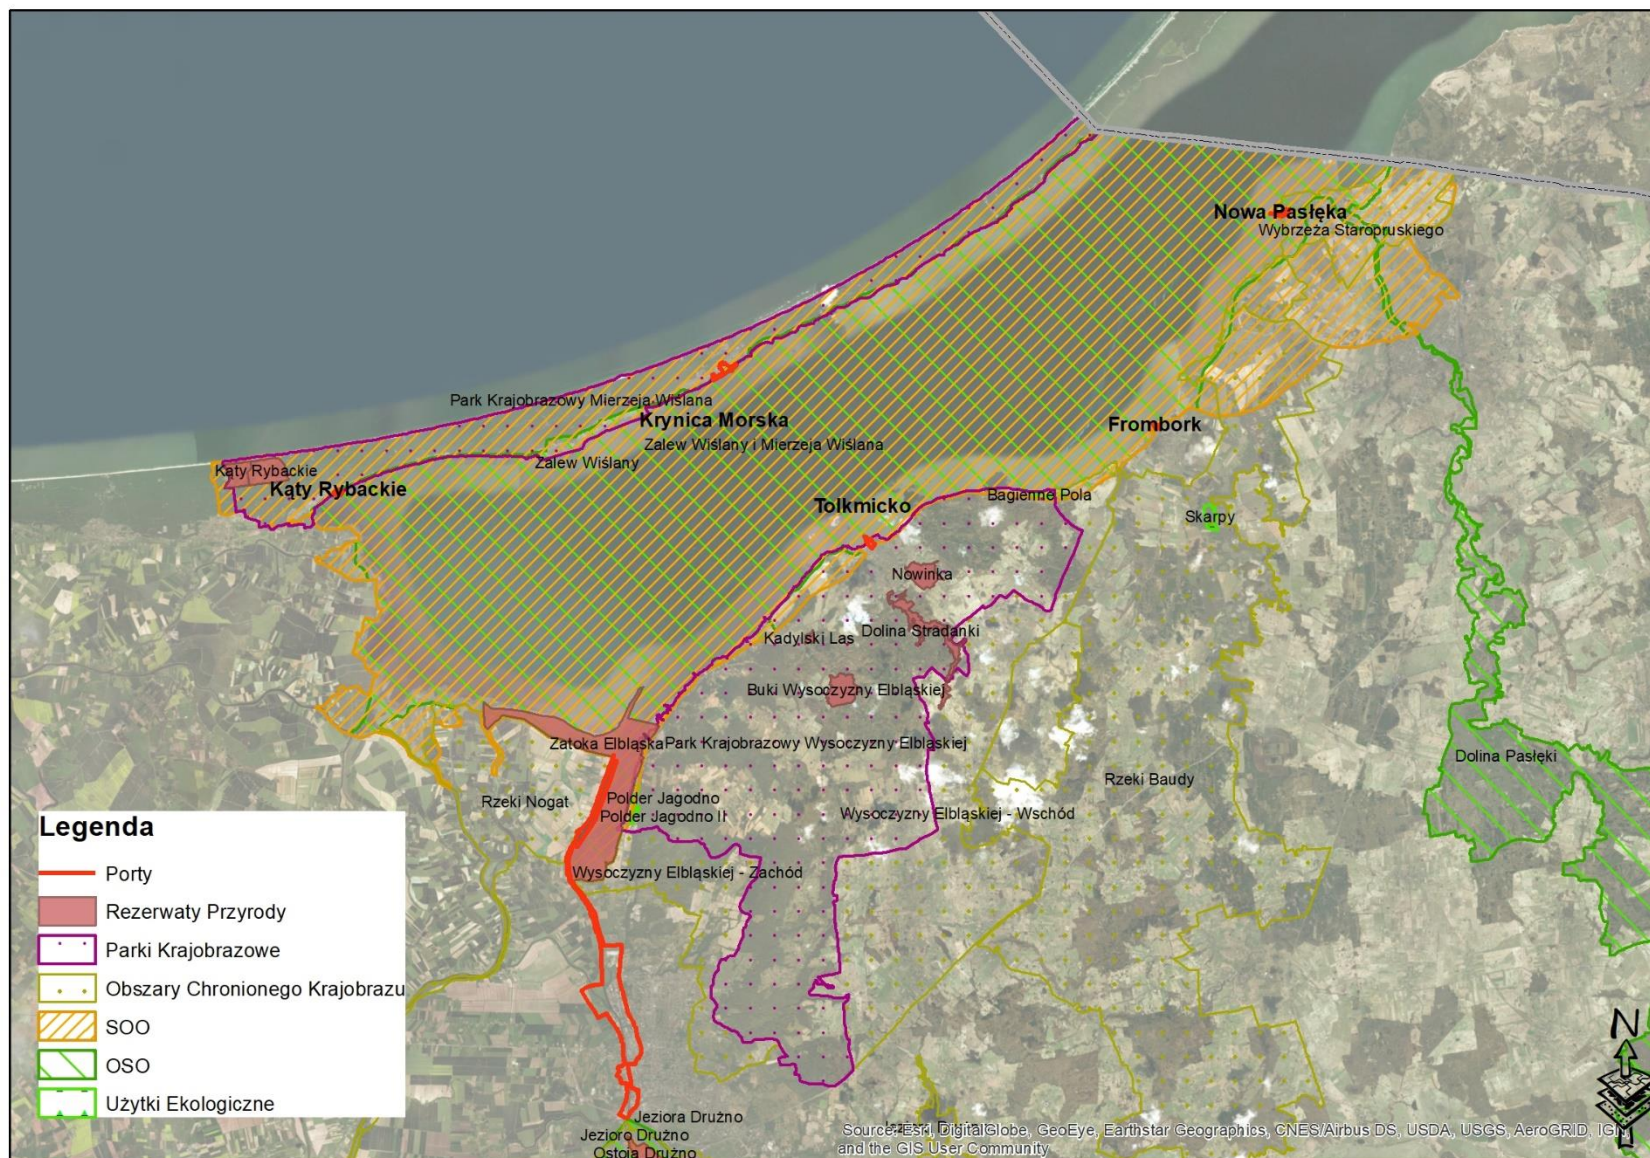 Nowa Pasłęka
Wybrzeża Staropruskiego
Park Krajobrazowy Mierzeja Wiślana
Krynica Morska
Frombork
Zalew Wiślany i Mierzeja Wiślana
Zalew Wiślany
Kąty Rybackie
Kąty Rybackie
Bagienne Pola
Tolkmicko
Skarpy
Nowinka
Kadyński Las
Dolina Stradanki
Buki Wysoczyzny Elbląskiej
Zatoka Elbląska
Park Krajobrazowy Wysoczyzny Elbląskiej
Dolina Pasłęki
Rzeki Baudy
Rzeki Nogat
Polder Jagodno
Polder Jagodno II
Wysoczyzny Elbląskiej - Wschód
Wysoczyzny Elbląskiej - Zachód
Legenda
Porty
Rezerwaty Przyrody
Parki Krajobrazowe
Obszary Chronionego Krajobrazu
SOO
OSO
Użytki Ekologiczne
N
Jeziora Drużno
Jezioro Drużno
Ostoja Drużno
Source: Esri, DigitalGlobe, GeoEye, Earthstar Geographics, CNES/Airbus DS, USDA, USGS, AeroGRID, IGN,
and the GIS User Community